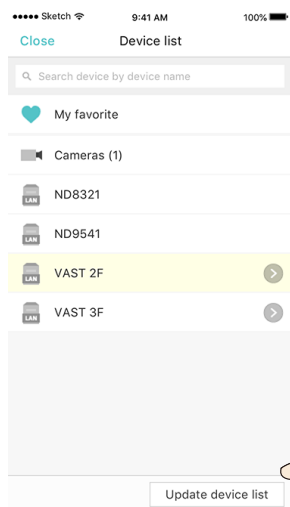 Sketch 9:41 AM 100%
Close Device list
Search device by device name
My favorite
Cameras (1)
LAN ND8321
LAN ND9541
LAN VAST 2F
LAN VAST 3F
Update device list